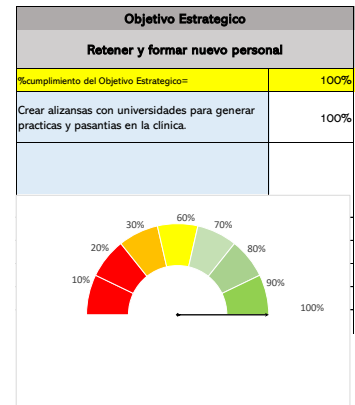 Objetivo Estrategico
Retener y formar nuevo personal
%cumplimiento del Objetivo Estrategico= 100%
Crear alizansas con universidades para generar
practicas y pasantias en la clinica. 100%
60%
30% 70%
20% 80%
10% 90%
100%